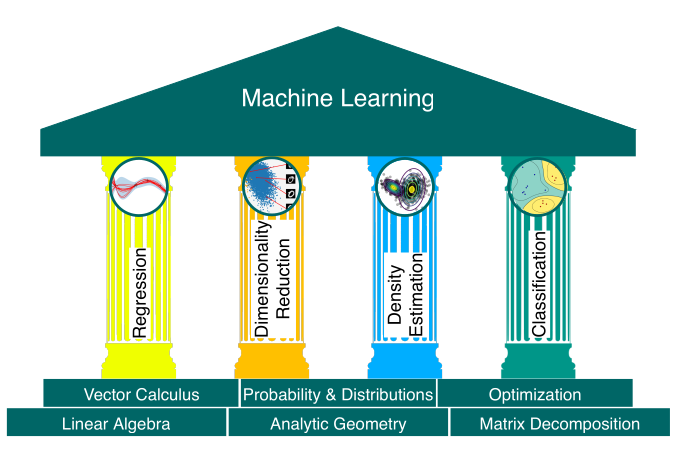 Machine Learning
Regression
Dimensionality
Reduction
Density
Estimation
Classification
Vector Calculus
Probability & Distributions
Optimization
Linear Algebra
Analytic Geometry
Matrix Decomposition